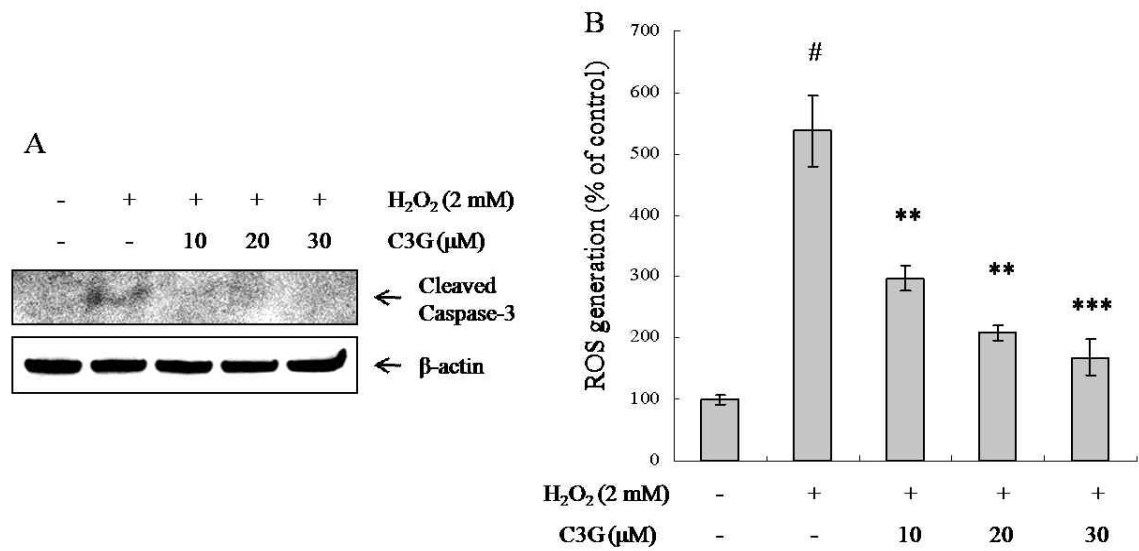 A
- + + + + H₂O₂ (2 mM)
- - 10 20 30 C3G (μM)
Cleaved
Caspase-3
β-actin
B
ROS generation (% of control)
700
600
500
400
300
200
100
0
#
**
**
***
H₂O₂ (2 mM) - + + + +
C3G (μM) - - 10 20 30